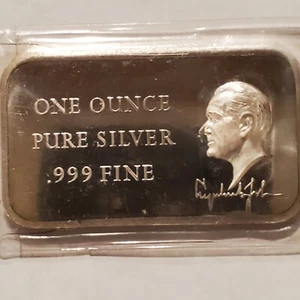 ONE OUNCE
PURE SILVER
.999 FINE